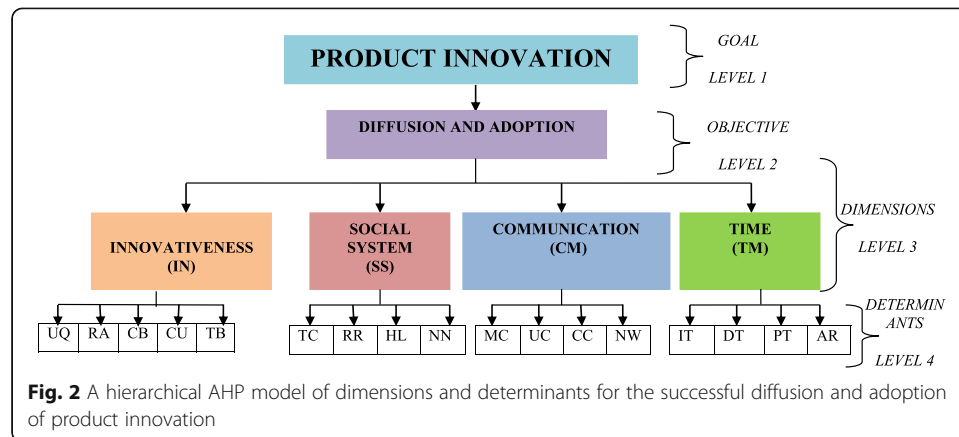 PRODUCT INNOVATION
GOAL
LEVEL 1
DIFFUSION AND ADOPTION
OBJECTIVE
LEVEL 2
INNOVATIVENESS
(IN)
SOCIAL
SYSTEM
(SS)
COMMUNICATION
(CM)
TIME
(TM)
DIMENSIONS
LEVEL 3
UQ RA CB CU TB
TC RR HL NN
MC UC CC NW
IT DT PT AR
DETERMIN
ANTS
LEVEL 4
Fig. 2 A hierarchical AHP model of dimensions and determinants for the successful diffusion and adoption
of product innovation